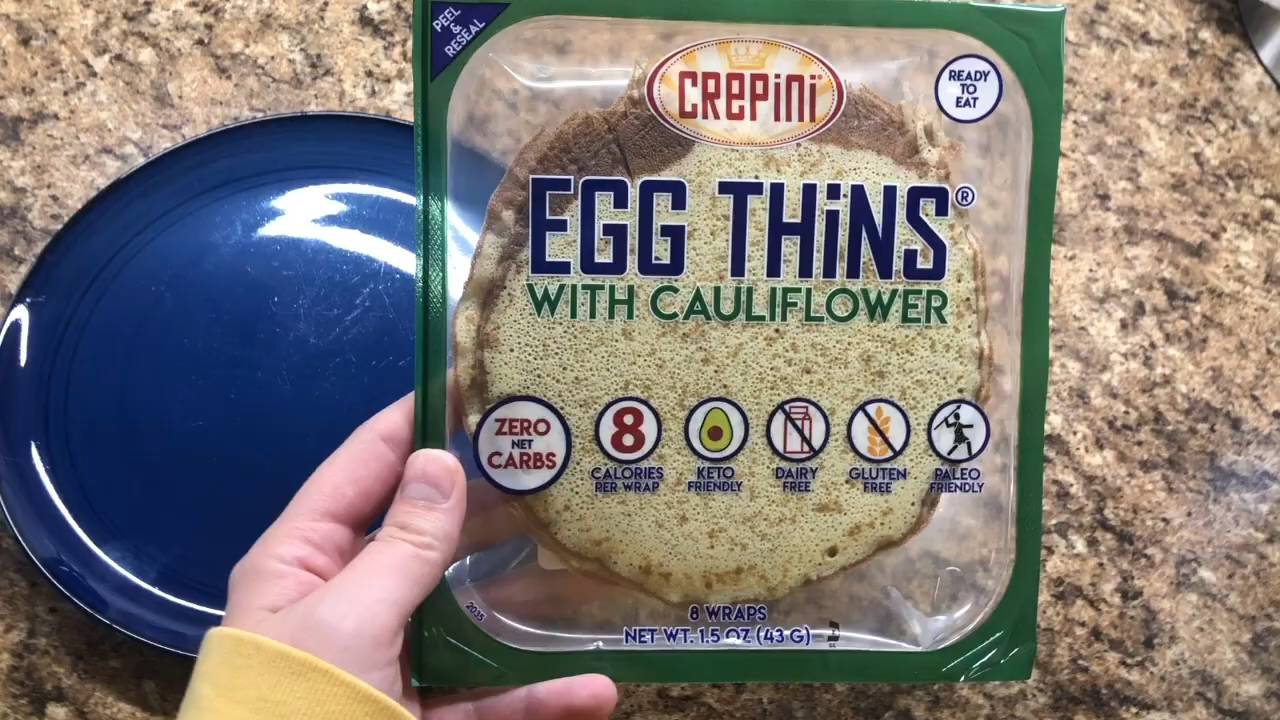 PEEL
&
RESEAL
CREPiNi®
READY
TO
EAT
EGG THiNS®
WITH CAULIFLOWER
ZERO
NET
CARBS
8
CALORIES
PER WRAP
KETO
FRIENDLY
DAIRY
FREE
GLUTEN
FREE
PALEO
FRIENDLY
2035
8 WRAPS
NET WT. 1.5 OZ (43 G)